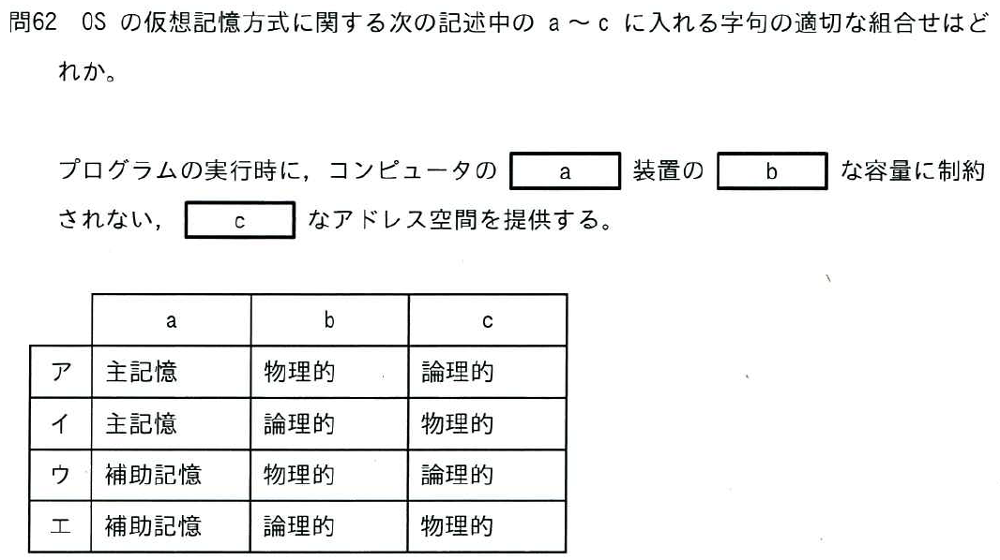 問62 OS の仮想記憶方式に関する次の記述中の a ~ c に入れる字句の適切な組合せはど
れか。
プログラムの実行時に，コンピュータの a 装置の b な容量に制約
されない， c なアドレス空間を提供する。
a b c
ア 主記憶 物理的 論理的
イ 主記憶 論理的 物理的
ウ 補助記憶 物理的 論理的
エ 補助記憶 論理的 物理的